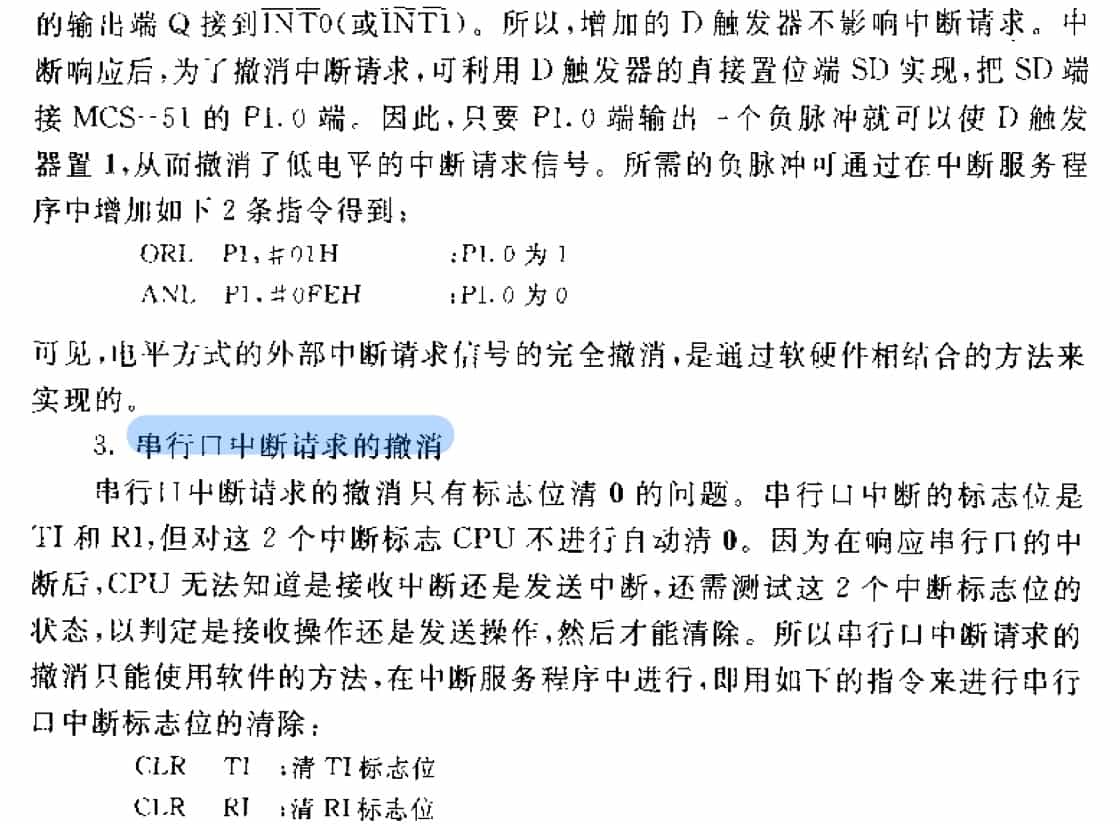 的输出端 Q 接到INT0(或INT1)。所以,增加的 D 触发器不影响中断请求。中
断响应后,为了撤消中断请求,可利用 D 触发器的直接置位端 SD 实现,把 SD 端
接 MCS--51 的 P1.0 端。因此,只要 P1.0 端输出一个负脉冲就可以使 D 触发
器置 1,从而撤消了低电平的中断请求信号。所需的负脉冲可通过在中断服务程
序中增加如下 2 条指令得到:
ORL P1,#01H ;P1.0 为 1
ANL P1,#0FEH ;P1.0 为 0
可见,电平方式的外部中断请求信号的完全撤消,是通过软硬件相结合的方法来
实现的。
3. 串行口中断请求的撤消
串行口中断请求的撤消只有标志位清 0 的问题。串行口中断的标志位是
TI 和 RI,但对这 2 个中断标志 CPU 不进行自动清 0。因为在响应串行口的中
断后,CPU 无法知道是接收中断还是发送中断,还需测试这 2 个中断标志位的
状态,以判定是接收操作还是发送操作,然后才能清除。所以串行口中断请求的
撤消只能使用软件的方法,在中断服务程序中进行,即用如下的指令来进行串行
口中断标志位的清除:
CLR TI ;清 TI 标志位
CLR RI ;清 RI 标志位